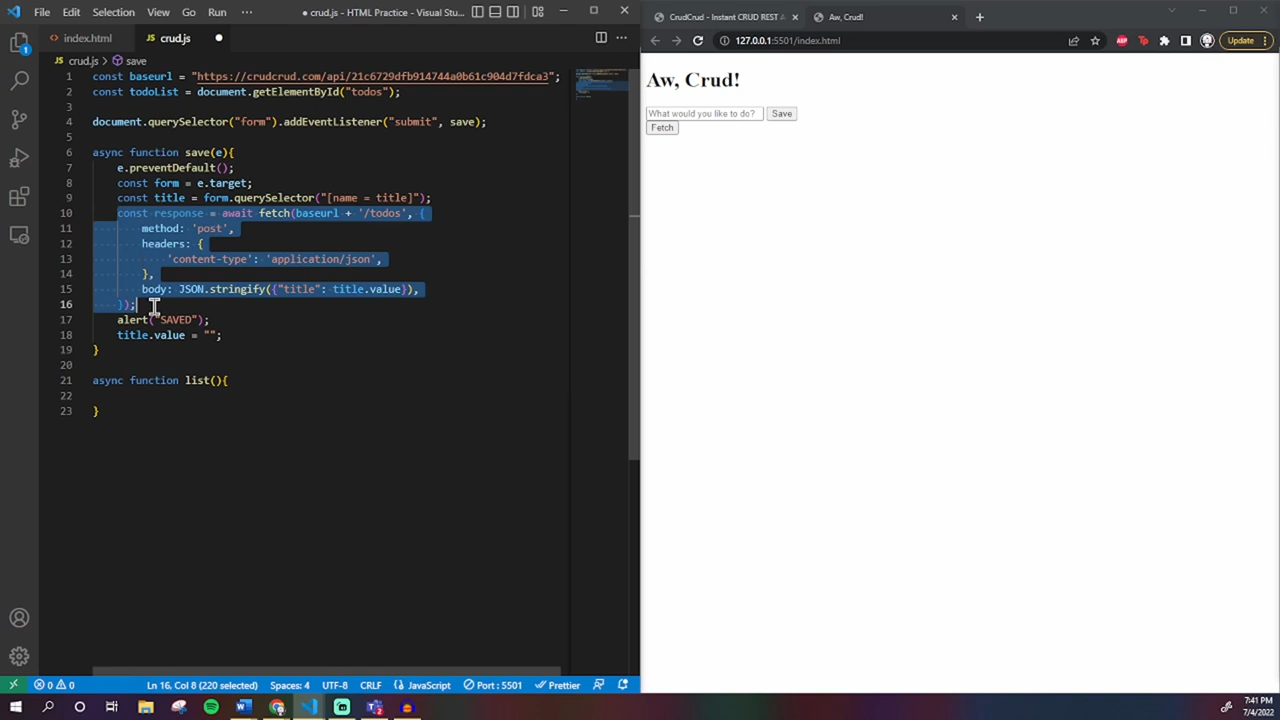 File Edit Selection View Go Run ● crud.js - HTML Practice - Visual Stu...
index.html crud.js
crud.js > save
1 const baseurl = "https://crudcrud.com/api/21c6729dfb914744a0b61c904d7fdca3";
2 const todoList = document.getElementById("todos");
3
4 document.querySelector("form").addEventListener("submit", save);
5
6 async function save(e){
7 e.preventDefault();
8 const form = e.target;
9 const title = form.querySelector("[name = title]");
10 const response = await fetch(baseurl + '/todos', {
11 method: 'post',
12 headers: {
13 'content-type': 'application/json',
14 },
15 body: JSON.stringify({"title": title.value}),
16 });
17 alert("SAVED");
18 title.value = "";
19 }
20
21 async function list(){
22
23 }
0 0 Ln 16, Col 8 (220 selected) Spaces: 4 UTF-8 CRLF JavaScript Port : 5501 Prettier
CrudCrud - Instant CRUD REST A
Aw, Crud!
127.0.0.1:5501/index.html
Update
Aw, Crud!
What would you like to do? Save
Fetch
7:41 PM
7/4/2022